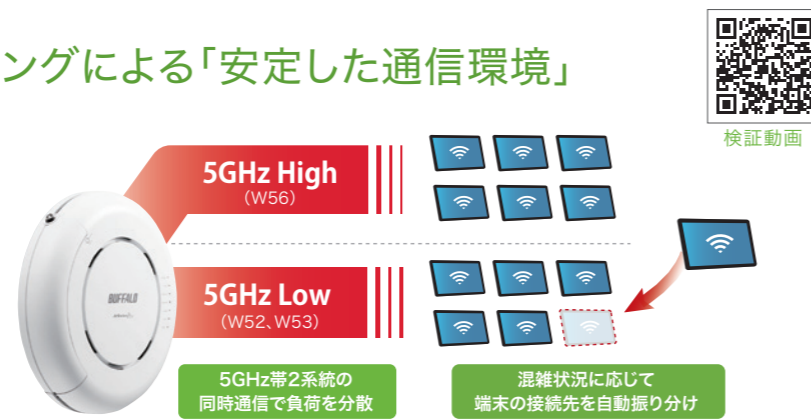 ングによる「安定した通信環境」
検証動画
5GHz High
(W56)
BUFFALO
5GHz Low
(W52、W53)
5GHz帯2系統の
同時通信で負荷を分散
混雑状況に応じて
端末の接続先を自動振り分け